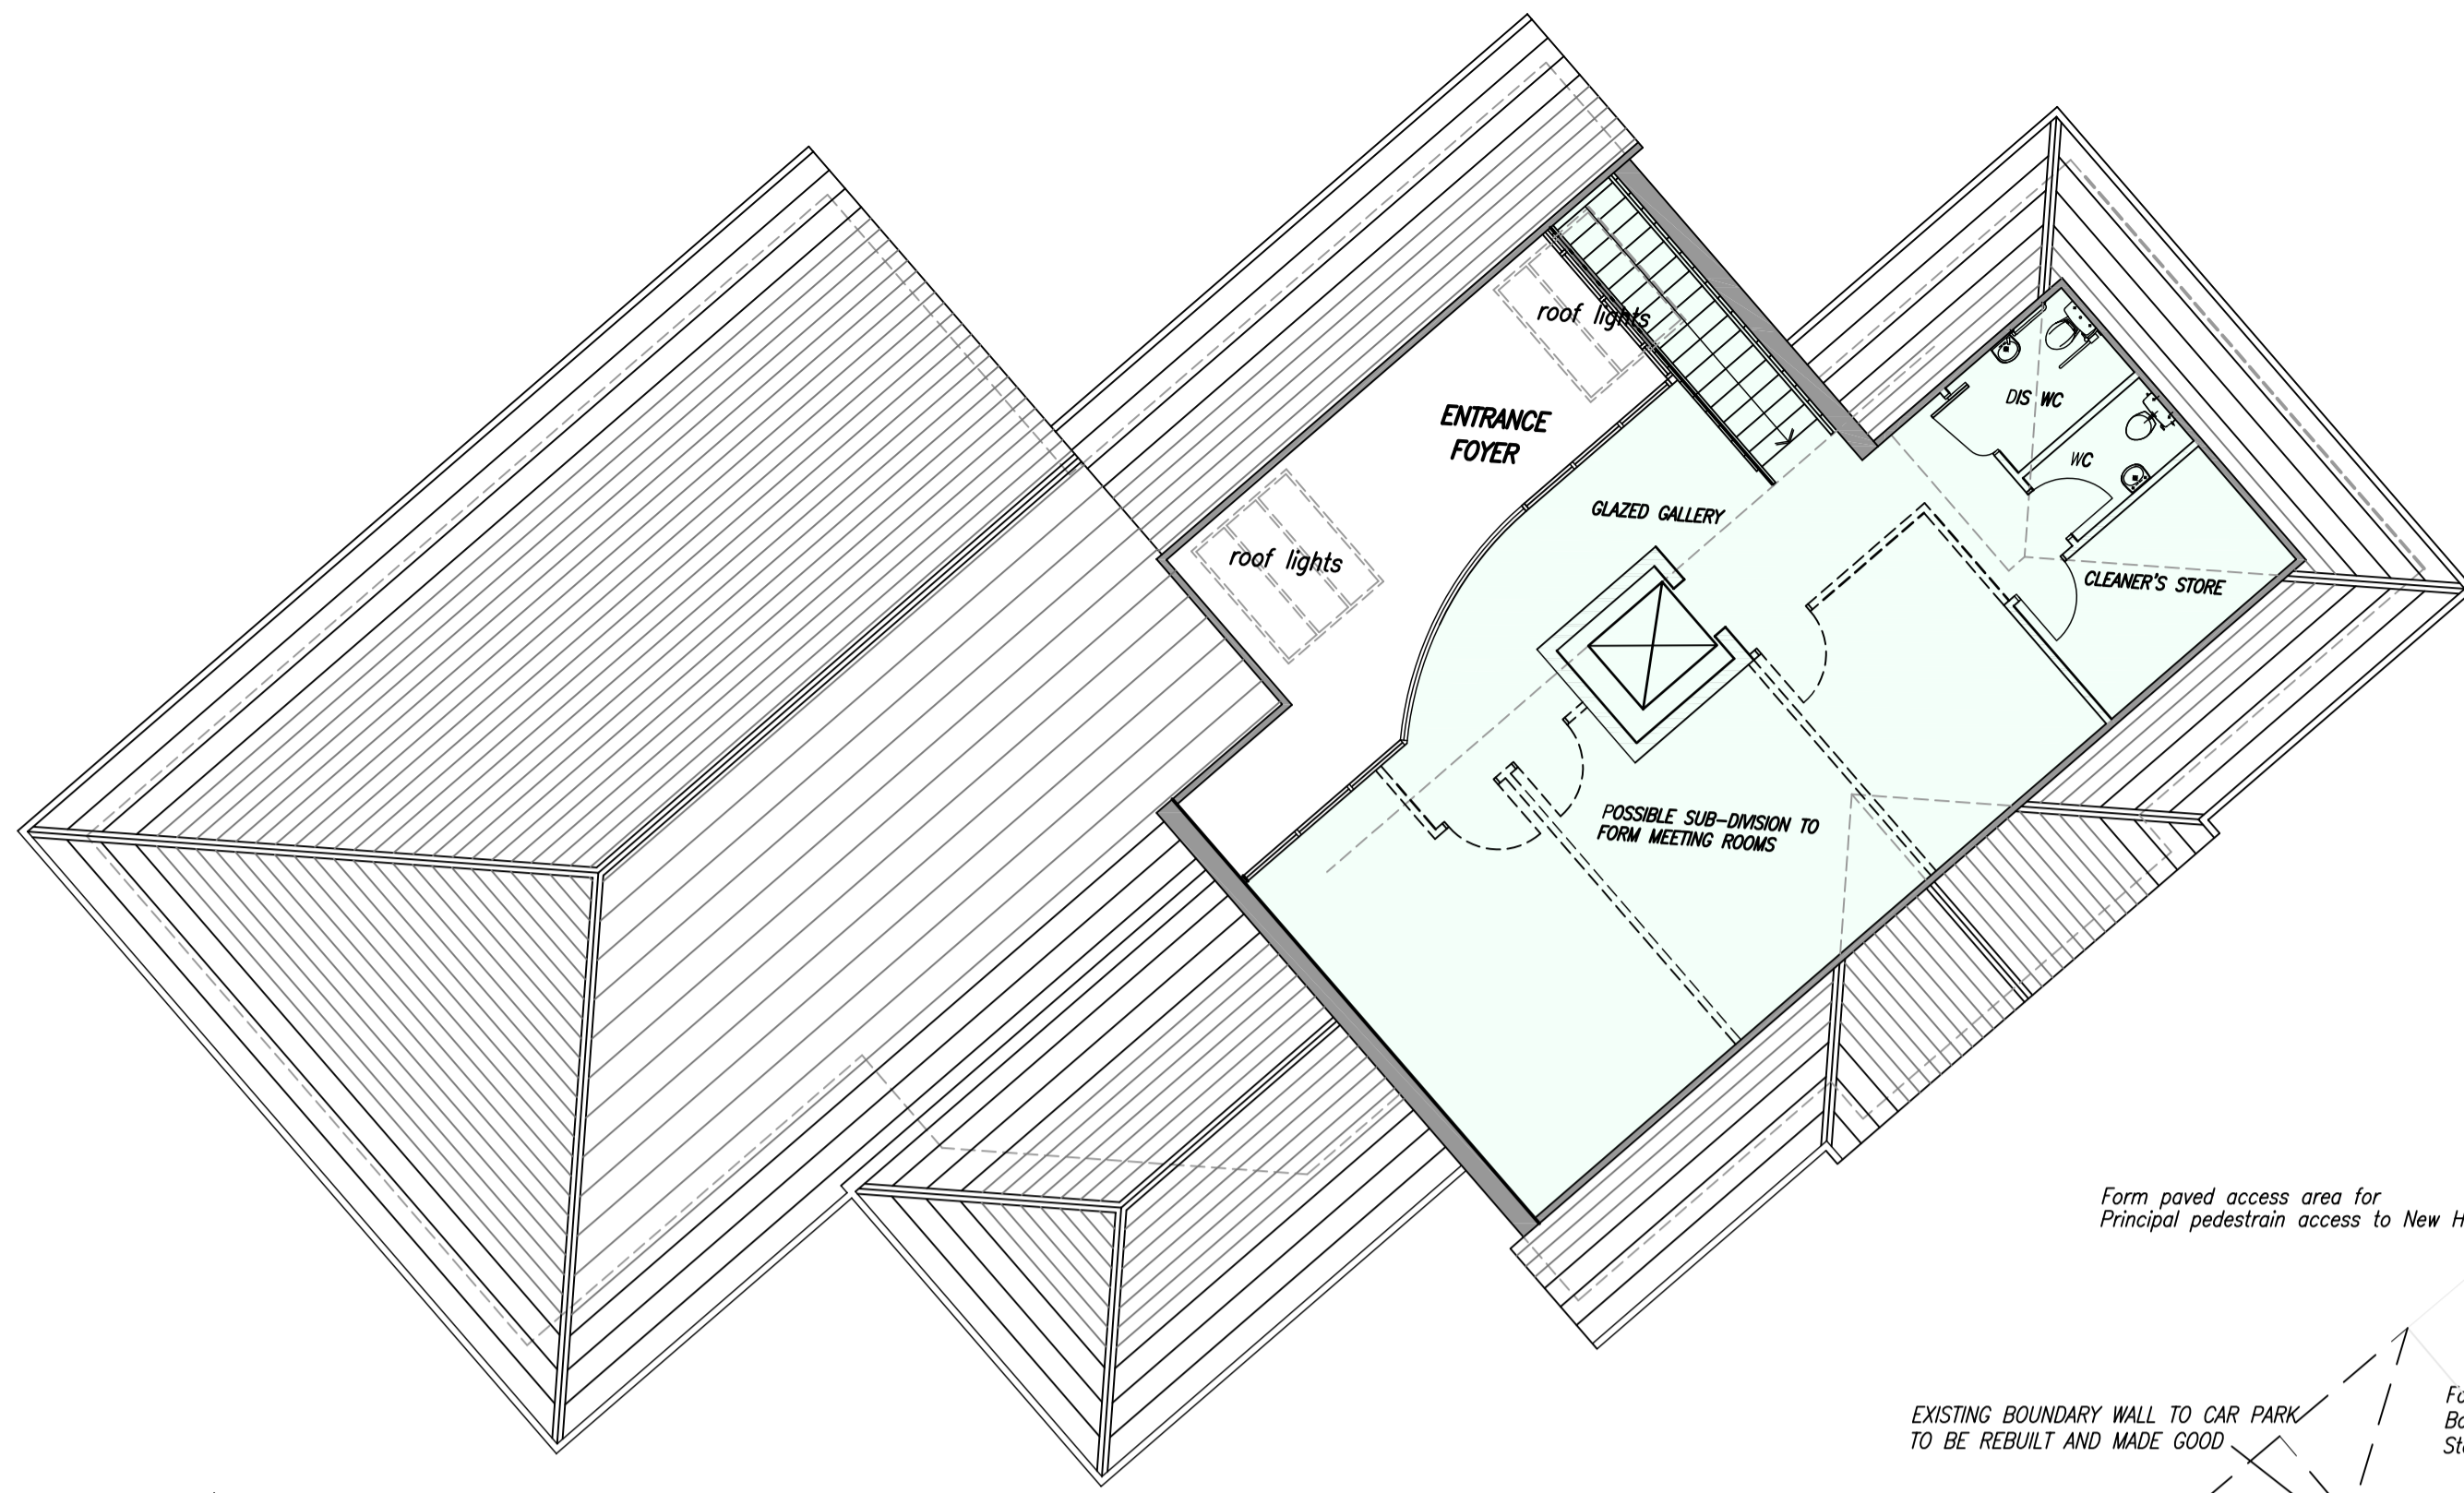 roof lights
ENTRANCE
FOYER
DIS WC
WC
GLAZED GALLERY
roof lights
CLEANER'S STORE
POSSIBLE SUB-DIVISION TO
FORM MEETING ROOMS
Form paved access area for
Principal pedestrain access to New H
EXISTING BOUNDARY WALL TO CAR PARK
TO BE REBUILT AND MADE GOOD